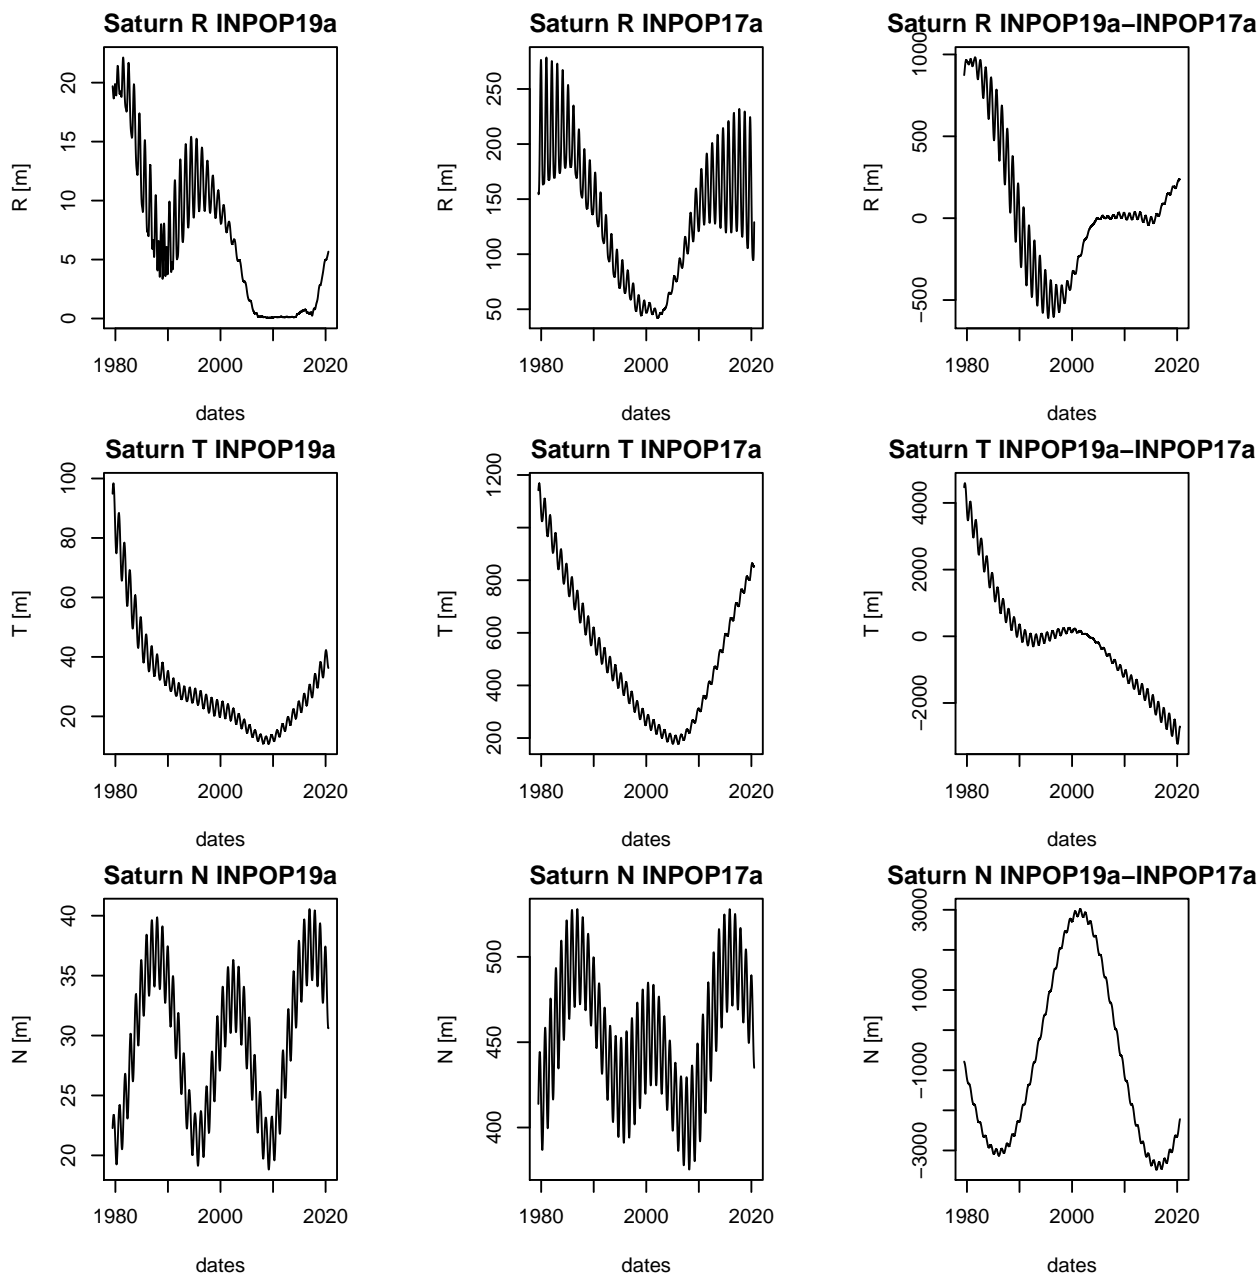 Saturn R INPOP19a
R [m]
0 5 10 15 20
1980 2000 2020
dates
Saturn R INPOP17a
R [m]
50 100 150 200 250
1980 2000 2020
dates
Saturn R INPOP19a−INPOP17a
R [m]
−500 0 500 1000
1980 2000 2020
dates
Saturn T INPOP19a
T [m]
20 40 60 80 100
1980 2000 2020
dates
Saturn T INPOP17a
T [m]
200 400 600 800 1200
1980 2000 2020
dates
Saturn T INPOP19a−INPOP17a
T [m]
−2000 0 2000 4000
1980 2000 2020
dates
Saturn N INPOP19a
N [m]
20 25 30 35 40
1980 2000 2020
dates
Saturn N INPOP17a
N [m]
400 450 500
1980 2000 2020
dates
Saturn N INPOP19a−INPOP17a
N [m]
−3000 −1000 1000 3000
1980 2000 2020
dates